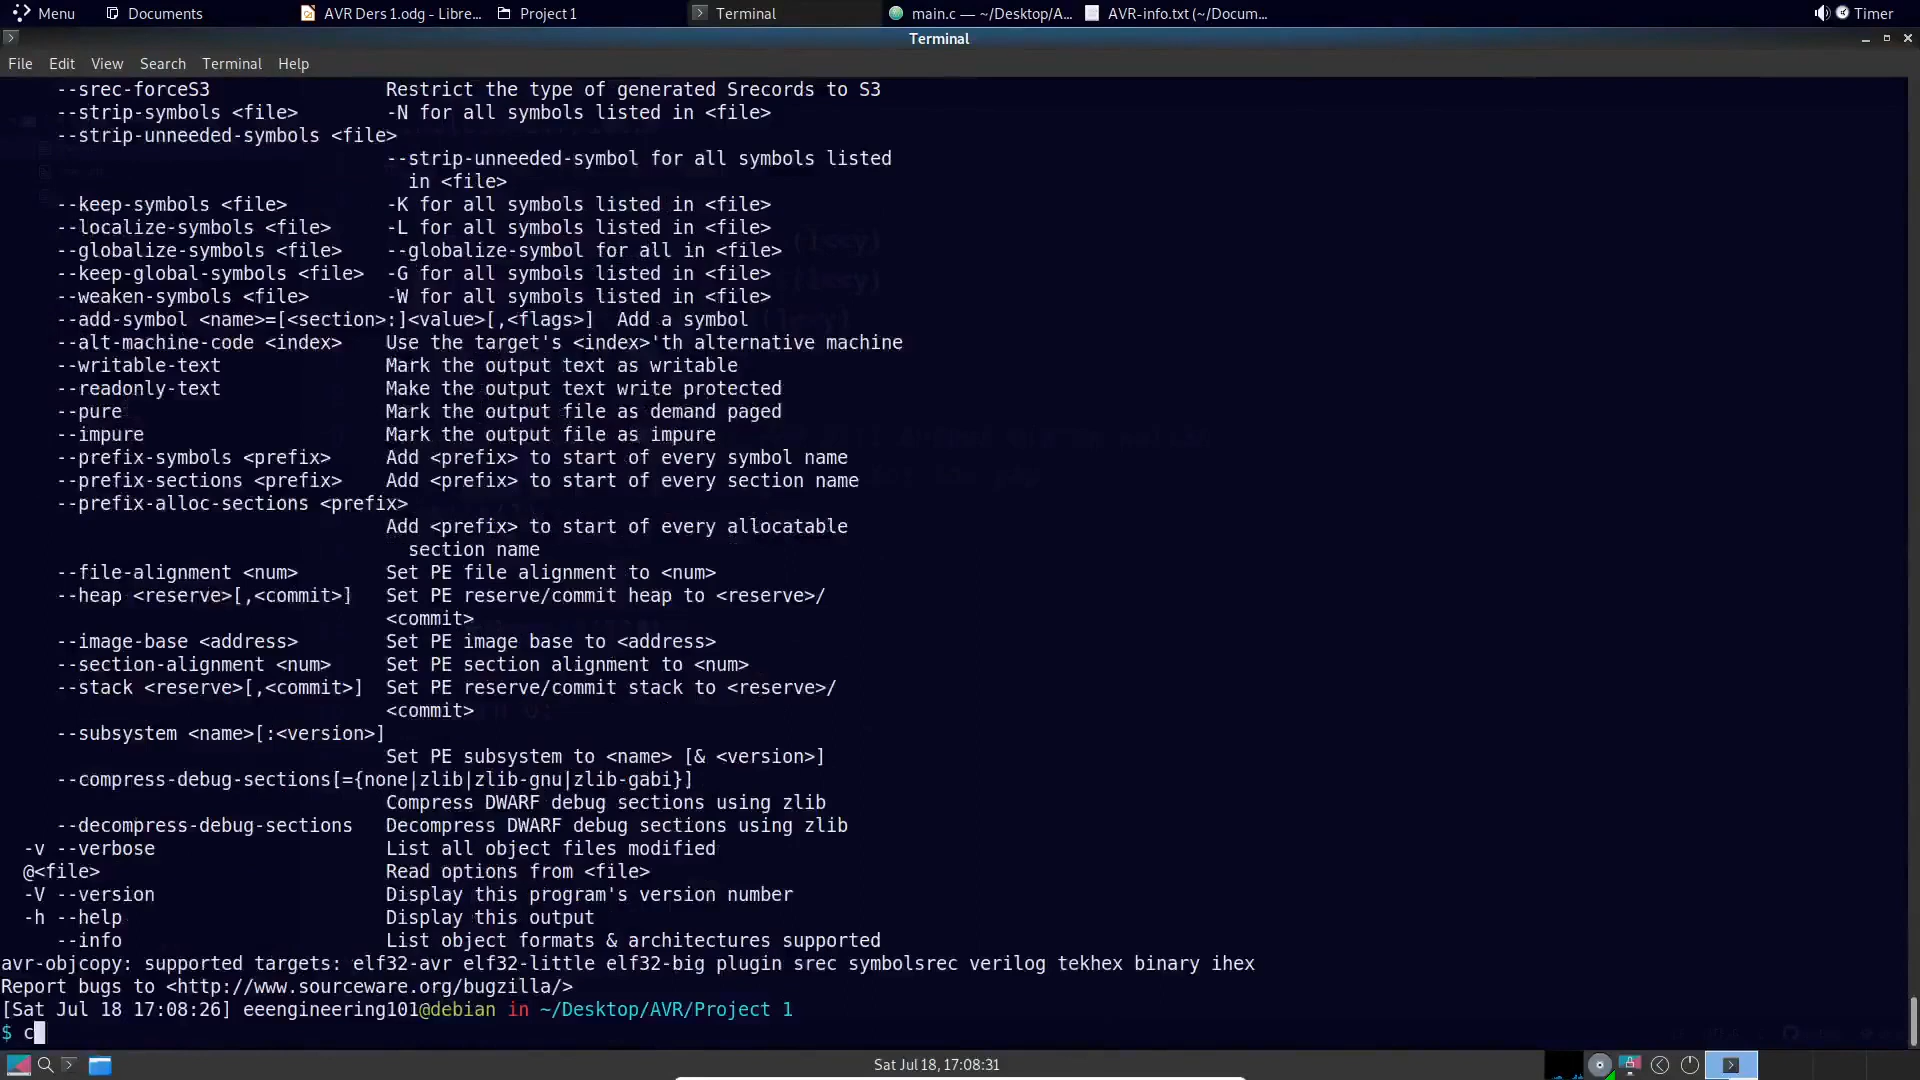 Menu Documents AVR Ders 1.odg - Libre... Project 1 Terminal main.c — ~/Desktop/A... AVR-info.txt (~/Docum... Timer
Terminal
File Edit View Search Terminal Help
--srec-forceS3 Restrict the type of generated Srecords to S3
--strip-symbols <file> -N for all symbols listed in <file>
--strip-unneeded-symbols <file>
--strip-unneeded-symbol for all symbols listed
in <file>
--keep-symbols <file> -K for all symbols listed in <file>
--localize-symbols <file> -L for all symbols listed in <file>
--globalize-symbols <file> --globalize-symbol for all in <file>
--keep-global-symbols <file> -G for all symbols listed in <file>
--weaken-symbols <file> -W for all symbols listed in <file>
--add-symbol <name>=[<section>:]<value>[,<flags>] Add a symbol
--alt-machine-code <index> Use the target's <index>'th alternative machine
--writable-text Mark the output text as writable
--readonly-text Make the output text write protected
--pure Mark the output file as demand paged
--impure Mark the output file as impure
--prefix-symbols <prefix> Add <prefix> to start of every symbol name
--prefix-sections <prefix> Add <prefix> to start of every section name
--prefix-alloc-sections <prefix>
Add <prefix> to start of every allocatable
section name
--file-alignment <num> Set PE file alignment to <num>
--heap <reserve>[,<commit>] Set PE reserve/commit heap to <reserve>/
<commit>
--image-base <address> Set PE image base to <address>
--section-alignment <num> Set PE section alignment to <num>
--stack <reserve>[,<commit>] Set PE reserve/commit stack to <reserve>/
<commit>
--subsystem <name>[:<version>]
Set PE subsystem to <name> [& <version>]
--compress-debug-sections[={none|zlib|zlib-gnu|zlib-gabi}]
Compress DWARF debug sections using zlib
--decompress-debug-sections Decompress DWARF debug sections using zlib
-v --verbose List all object files modified
@<file> Read options from <file>
-V --version Display this program's version number
-h --help Display this output
--info List object formats & architectures supported
avr-objcopy: supported targets: elf32-avr elf32-little elf32-big plugin srec symbolsrec verilog tekhex binary ihex
Report bugs to <http://www.sourceware.org/bugzilla/>
[Sat Jul 18 17:08:26] eeengineering101@debian in ~/Desktop/AVR/Project 1
$ c
Sat Jul 18, 17:08:31